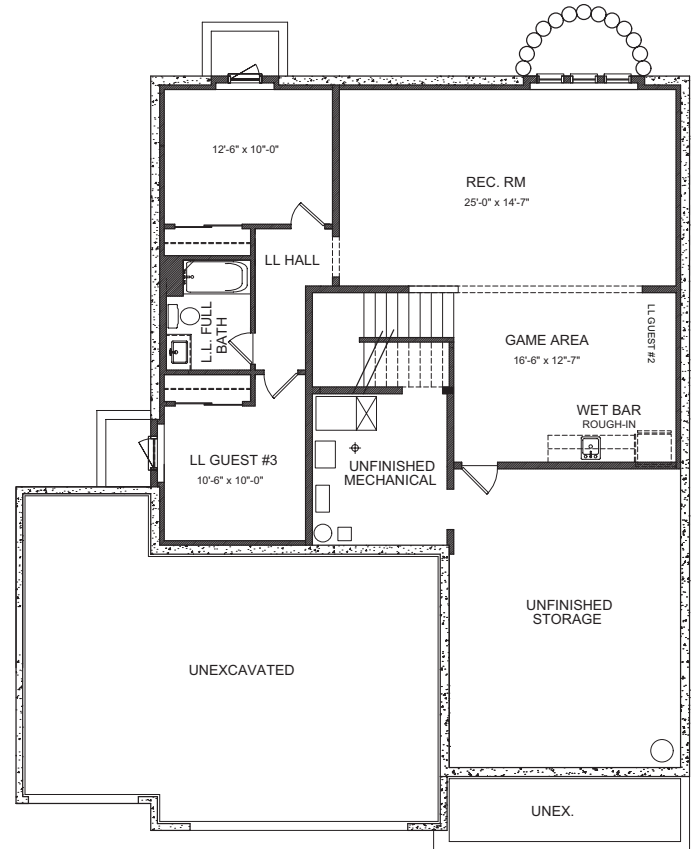 12'-6" x 10"-0"
REC. RM
25'-0" x 14'-7"
LL HALL
L.L. FULL
BATH
GAME AREA
16'-6" x 12"-7"
LL GUEST #2
WET BAR
ROUGH-IN
LL GUEST #3
10'-6" x 10"-0"
UNFINISHED
MECHANICAL
UNFINISHED
STORAGE
UNEXCAVATED
UNEX.